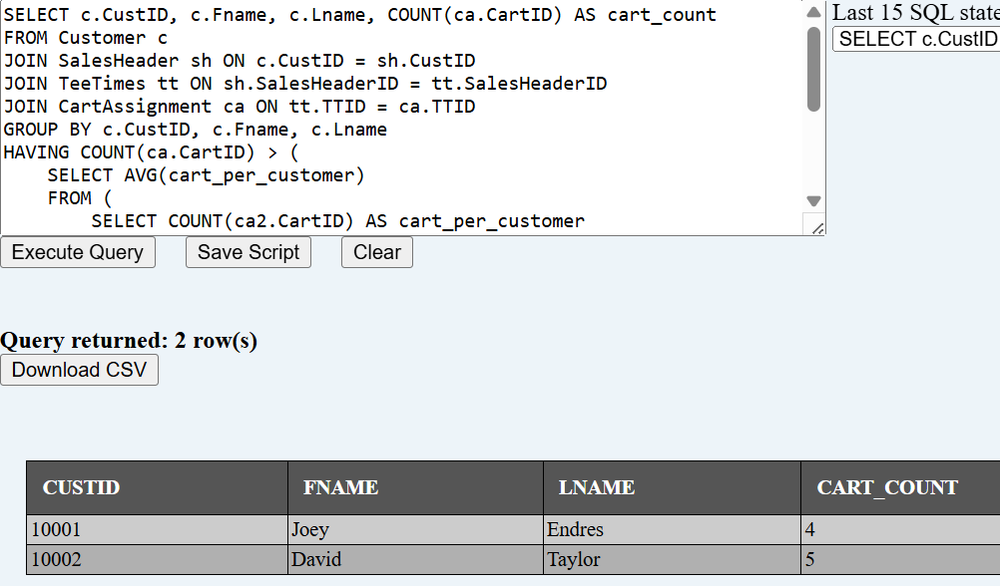 SELECT c.CustID, c.Fname, c.Lname, COUNT(ca.CartID) AS cart_count
FROM Customer c
JOIN SalesHeader sh ON c.CustID = sh.CustID
JOIN TeeTimes tt ON sh.SalesHeaderID = tt.SalesHeaderID
JOIN CartAssignment ca ON tt.TTID = ca.TTID
GROUP BY c.CustID, c.Fname, c.Lname
HAVING COUNT(ca.CartID) > (
    SELECT AVG(cart_per_customer)
    FROM (
        SELECT COUNT(ca2.CartID) AS cart_per_customer
Last 15 SQL state
SELECT c.CustID
Execute Query Save Script Clear
Query returned: 2 row(s)
Download CSV
CUSTID FNAME LNAME CART_COUNT
10001 Joey Endres 4
10002 David Taylor 5